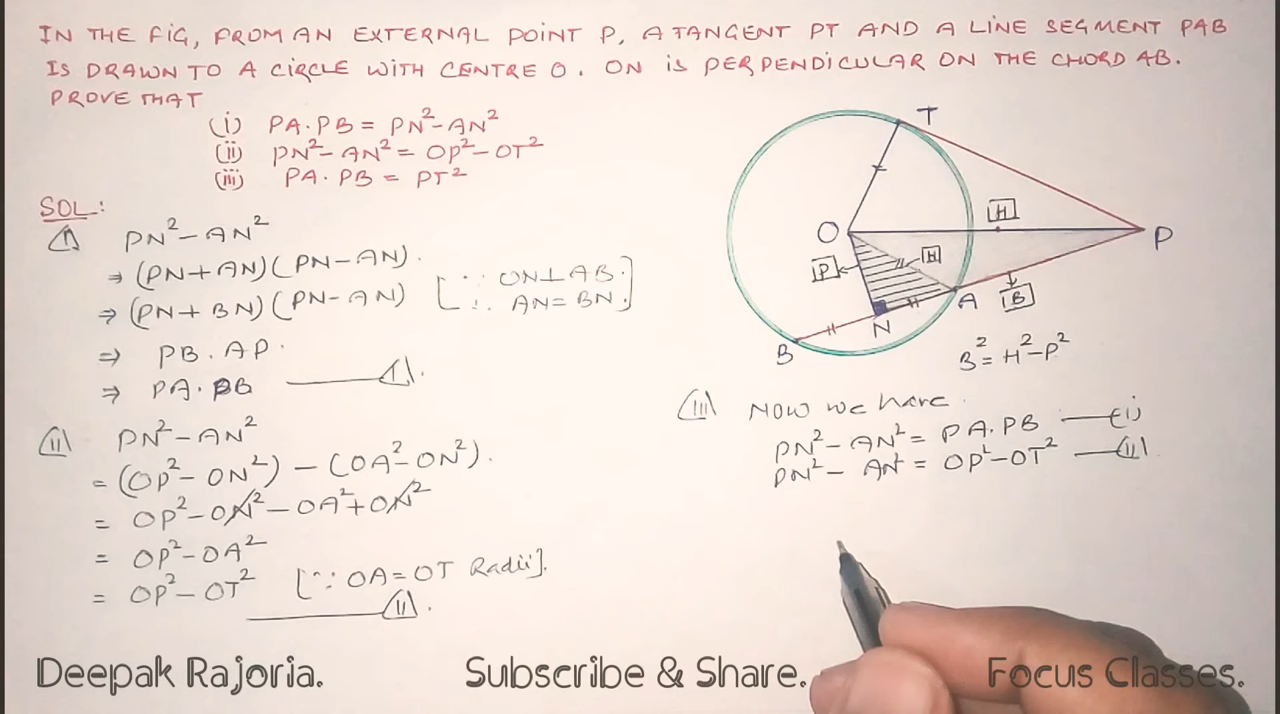 IN THE FIG, FROM AN EXTERNAL POINT P, A TANGENT PT AND A LINE SEGMENT PAB
IS DRAWN TO A CIRCLE WITH CENTRE O. ON IS PERPENDICULAR ON THE CHORD AB.
PROVE THAT
(i) PA.PB = PN²-AN²
(ii) PN²-AN² = OP²-OT²
(iii) PA.PB = PT²
SOL:
(i) PN²-AN²
⇒ (PN+AN)(PN-AN).
⇒ (PN+BN)(PN-AN) [∵ ON⊥AB.
∴ AN=BN.]
⇒ PB.AP.
⇒ PA.PB —(i).
(ii) PN²-AN²
= (OP²-ON²) - (OA²-ON²).
= OP²-ON²-OA²+ON²
= OP²-OA²
= OP²-OT² [∵ OA=OT Radii].
—(ii).
T
O
H
P
P
H
A
B
N
B
B²=H²-P²
(iii) NOW we have.
PN²-AN²=PA.PB —(i)
PN²-AN²=OP²-OT² —(ii)
Deepak Rajoria.
Subscribe & Share.
Focus Classes.